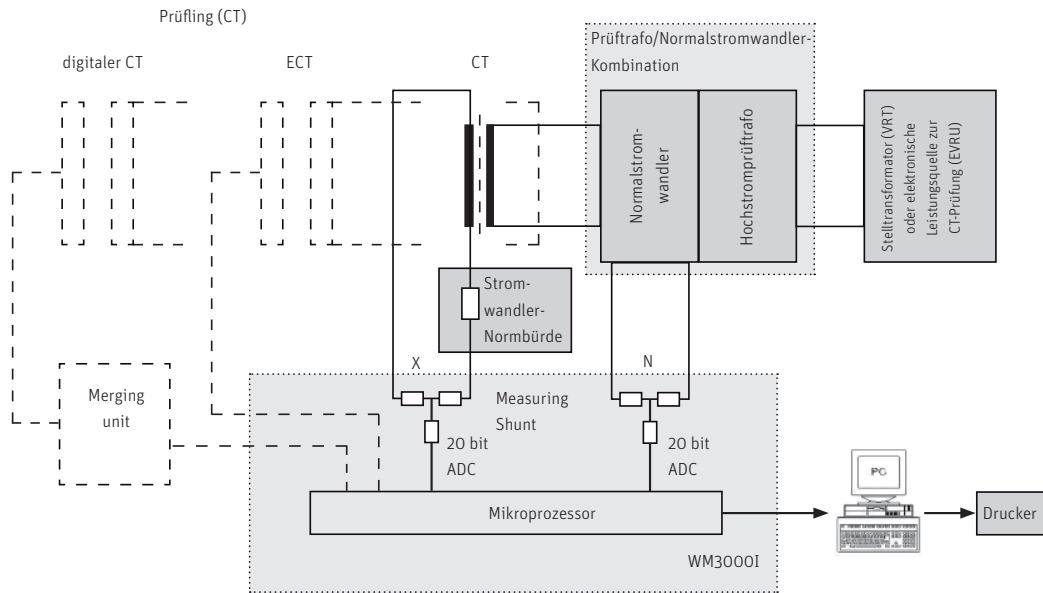 Prüfling (CT)
digitaler CT
ECT
CT
Prüftrafo/Normalstromwandler-
Kombination
Normalstrom-
wandler
Hochstromprüftrafo
Stelltransformator (VRT)
oder elektronische
Leistungsquelle zur
CT-Prüfung (EVRU)
Strom-
wandler-
Normbürde
X
N
Merging
unit
Measuring
Shunt
20 bit
ADC
20 bit
ADC
Mikroprozessor
WM3000I
PC
Drucker